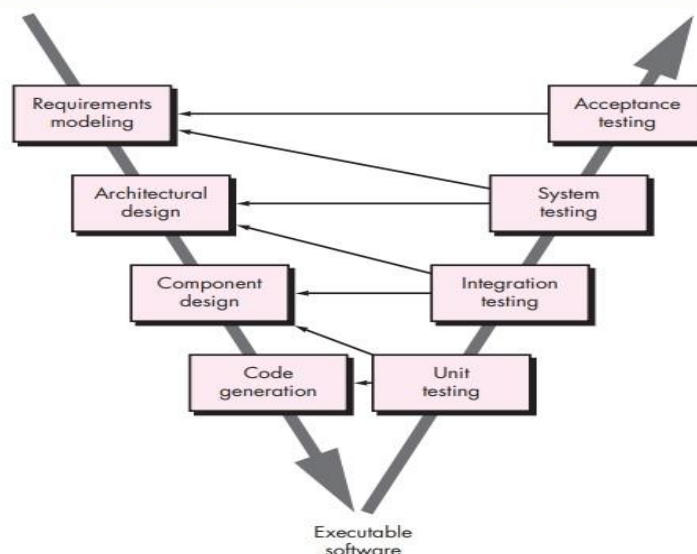 Requirements
modeling
Acceptance
testing
Architectural
design
System
testing
Component
design
Integration
testing
Code
generation
Unit
testing
Executable
software